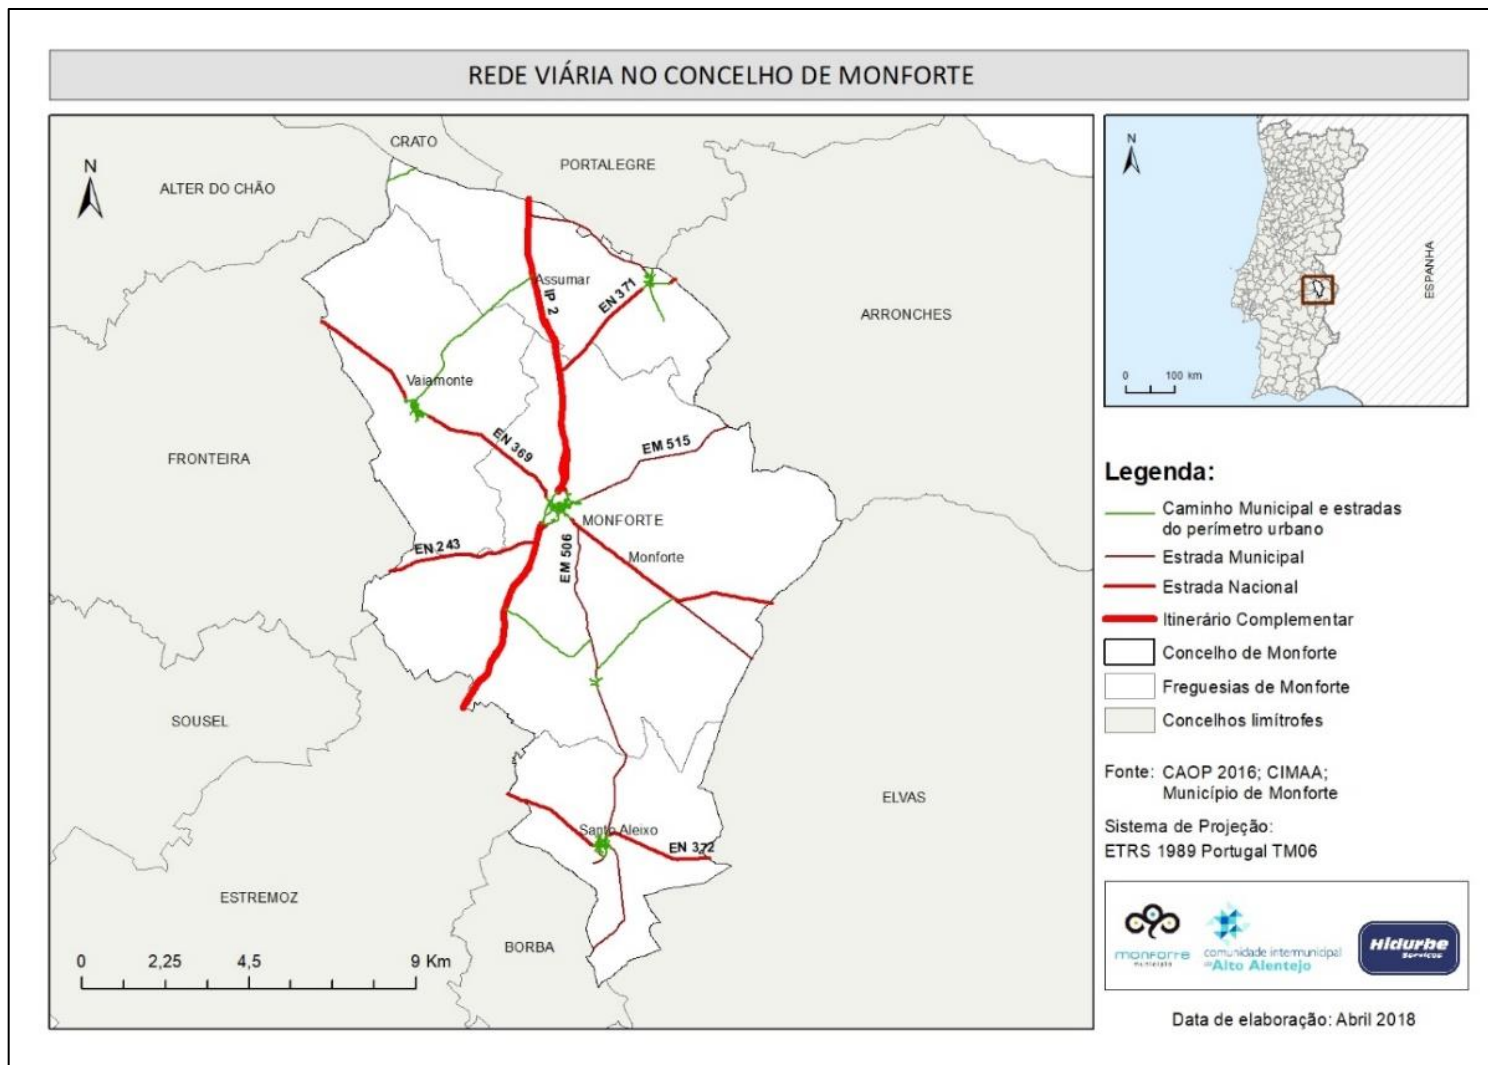 REDE VIÁRIA NO CONCELHO DE MONFORTE
N
CRATO
PORTALEGRE
ALTER DO CHÃO
Assumar
IP 2
EN 371
ARRONCHES
Vaiamonte
EN 369
EM 515
FRONTEIRA
MONFORTE
EN 243
EM 506
Monforte
SOUSEL
ELVAS
Santo Aleixo
EN 372
ESTREMOZ
BORBA
0 2,25 4,5 9 Km
N
ESPANHA
0 100 km
Legenda:
Caminho Municipal e estradas
do perímetro urbano
Estrada Municipal
Estrada Nacional
Itinerário Complementar
Concelho de Monforte
Freguesias de Monforte
Concelhos limítrofes
Fonte: CAOP 2016; CIMAA;
Município de Monforte
Sistema de Projeção:
ETRS 1989 Portugal TM06
monforte
município
comunidade intermunicipal
do Alto Alentejo
Hidurbe
Serviços
Data de elaboração: Abril 2018